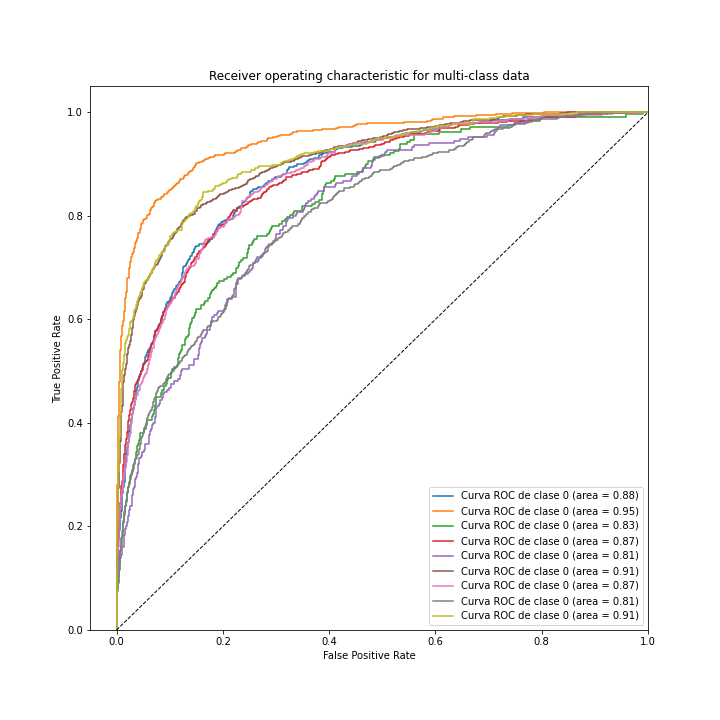 Receiver operating characteristic for multi-class data
1.0
0.8
0.6
0.4
0.2
0.0
True Positive Rate
0.0 0.2 0.4 0.6 0.8 1.0
False Positive Rate
Curva ROC de clase 0 (area = 0.88)
Curva ROC de clase 0 (area = 0.95)
Curva ROC de clase 0 (area = 0.83)
Curva ROC de clase 0 (area = 0.87)
Curva ROC de clase 0 (area = 0.81)
Curva ROC de clase 0 (area = 0.91)
Curva ROC de clase 0 (area = 0.87)
Curva ROC de clase 0 (area = 0.81)
Curva ROC de clase 0 (area = 0.91)